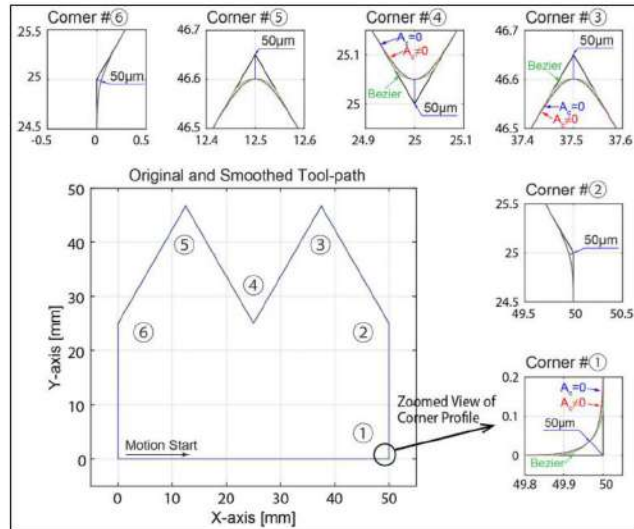 Corner #⑥
25.5
25
24.5
-0.5
0
0.5
50µm
Corner #⑤
46.7
46.6
46.5
12.4
12.5
12.6
50µm
Corner #④
25.1
25
24.9
25
25.1
A꜀=0
A꜀≠0
Bezier
50µm
Corner #③
46.7
46.6
46.5
37.4
37.5
37.6
50µm
Bezier
A꜀=0
A꜀≠0
Original and Smoothed Tool-path
50
40
30
20
10
0
0
10
20
30
40
50
Y-axis [mm]
X-axis [mm]
⑤
③
④
⑥
②
①
Motion Start
Zoomed View of
Corner Profile
Corner #②
25.5
25
24.5
49.5
50
50.5
50µm
Corner #①
0.2
0.1
0
49.8
49.9
50
A꜀=0
A꜀≠0
50µm
Bezier